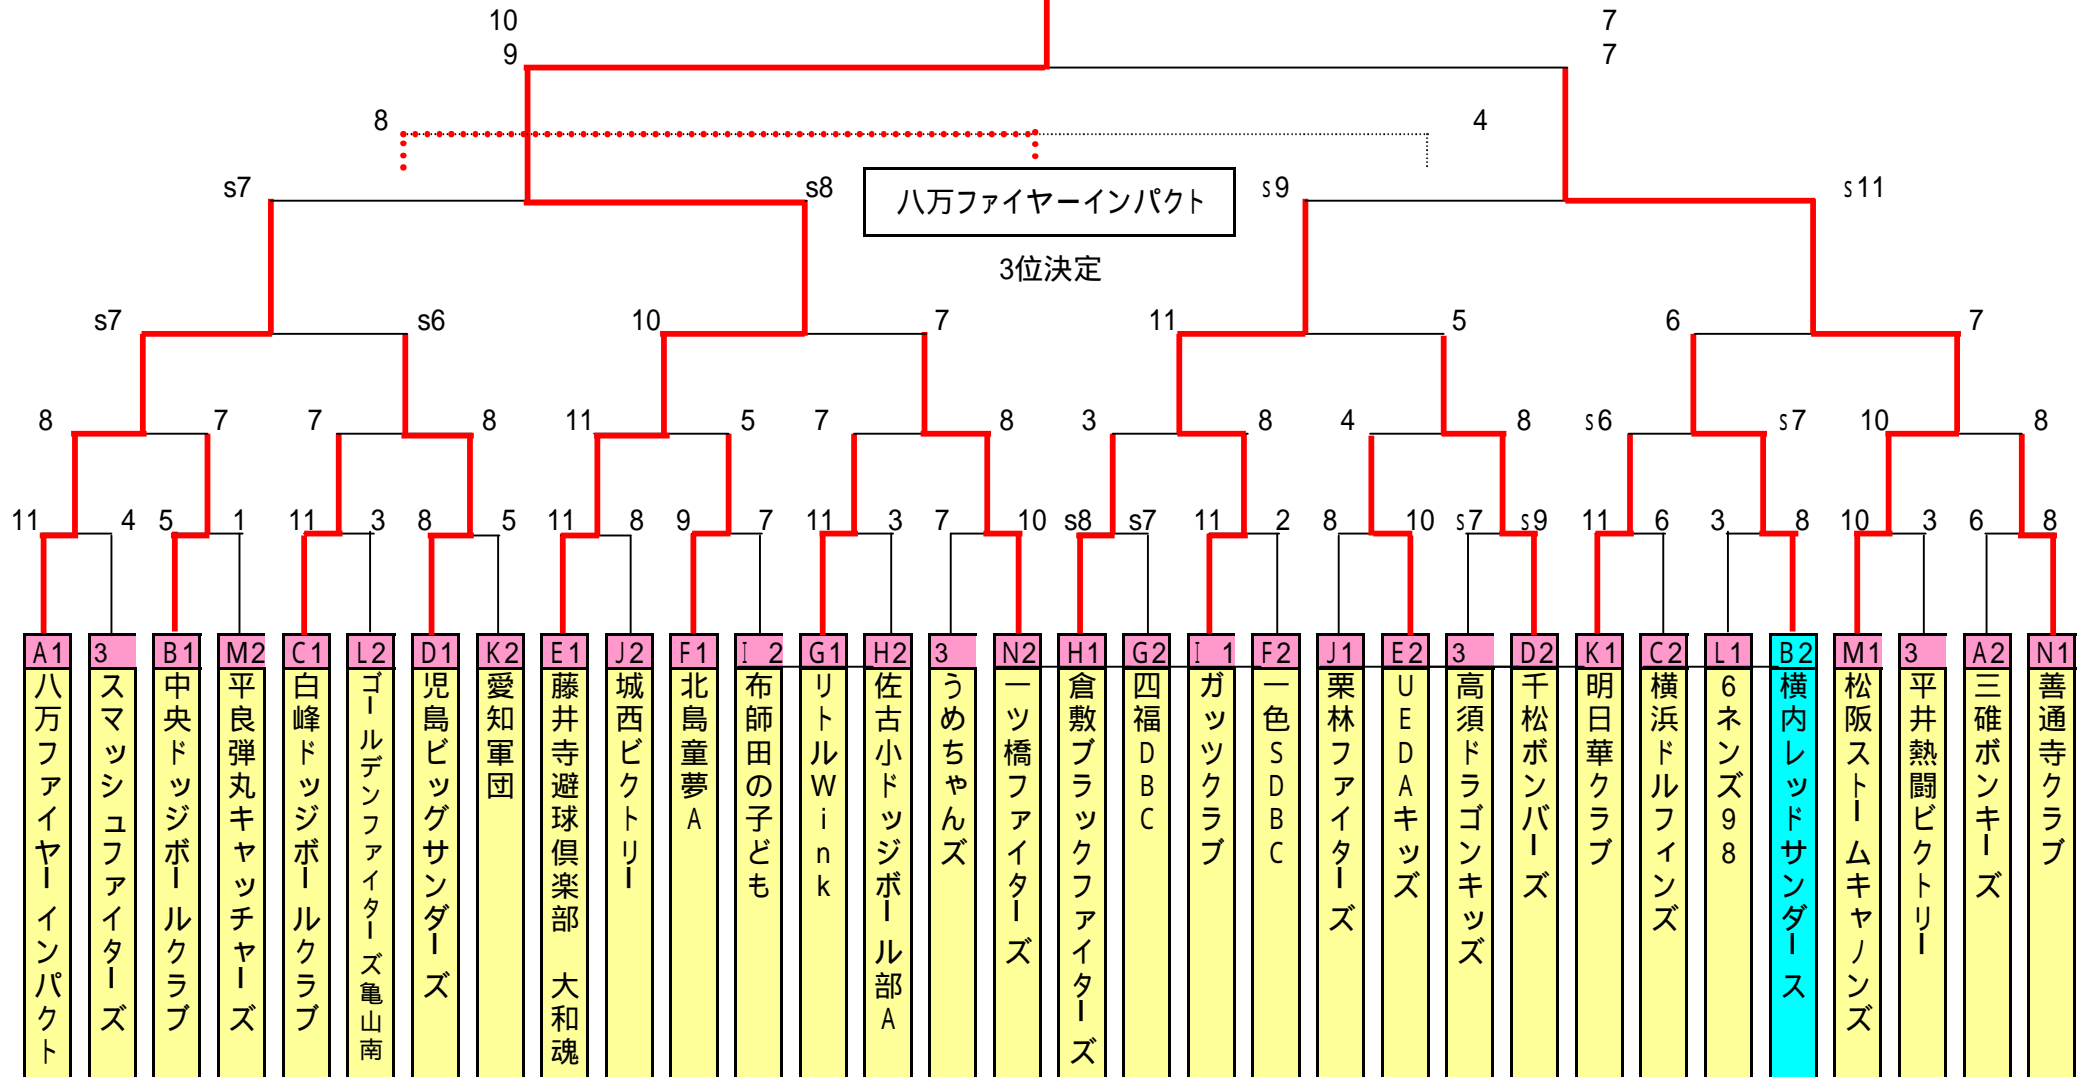 10 7
9 7
8 4
s7 s8 s9 s11
八万ファイヤーインパクト
3位決定
s7 s6 10 7 11 5 6 7
8 7 7 8 11 5 7 8 3 8 4 8 s6 s7 10 8
11 4 5 1 11 3 8 5 11 8 9 7 11 3 7 10 s8 s7 11 2 8 10 s7 s9 11 6 3 8 10 3 6 8
A1 3 B1 M2 C1 L2 D1 K2 E1 J2 F1 I2 G1 H2 3 N2 H1 G2 I1 F2 J1 E2 3 D2 K1 C2 L1 B2 M1 3 A2 N1
八万ファイヤーインパクト
スマッシュファイターズ
中央ドッジボールクラブ
平良弾丸キャッチャーズ
白峰ドッジボールクラブ
ゴールデンファイターズ亀山南
児島ビッグサンダーズ
愛知軍団
藤井寺避球倶楽部 大和魂
城西ビクトリー
北島童夢A
布師田の子ども
リトルWink
佐古小ドッジボール部A
うめちゃんズ
一ツ橋ファイターズ
倉敷ブラックファイターズ
四福DBC
ガッツクラブ
一色SDBC
栗林ファイターズ
UEDAキッズ
高須ドラゴンキッズ
千松ボンバーズ
明日華クラブ
横浜ドルフィンズ
6ネンズ98
横内レッドサンダース
松阪ストームキャノンズ
平井熱闘ビクトリー
三碓ボンキーズ
善通寺クラブ